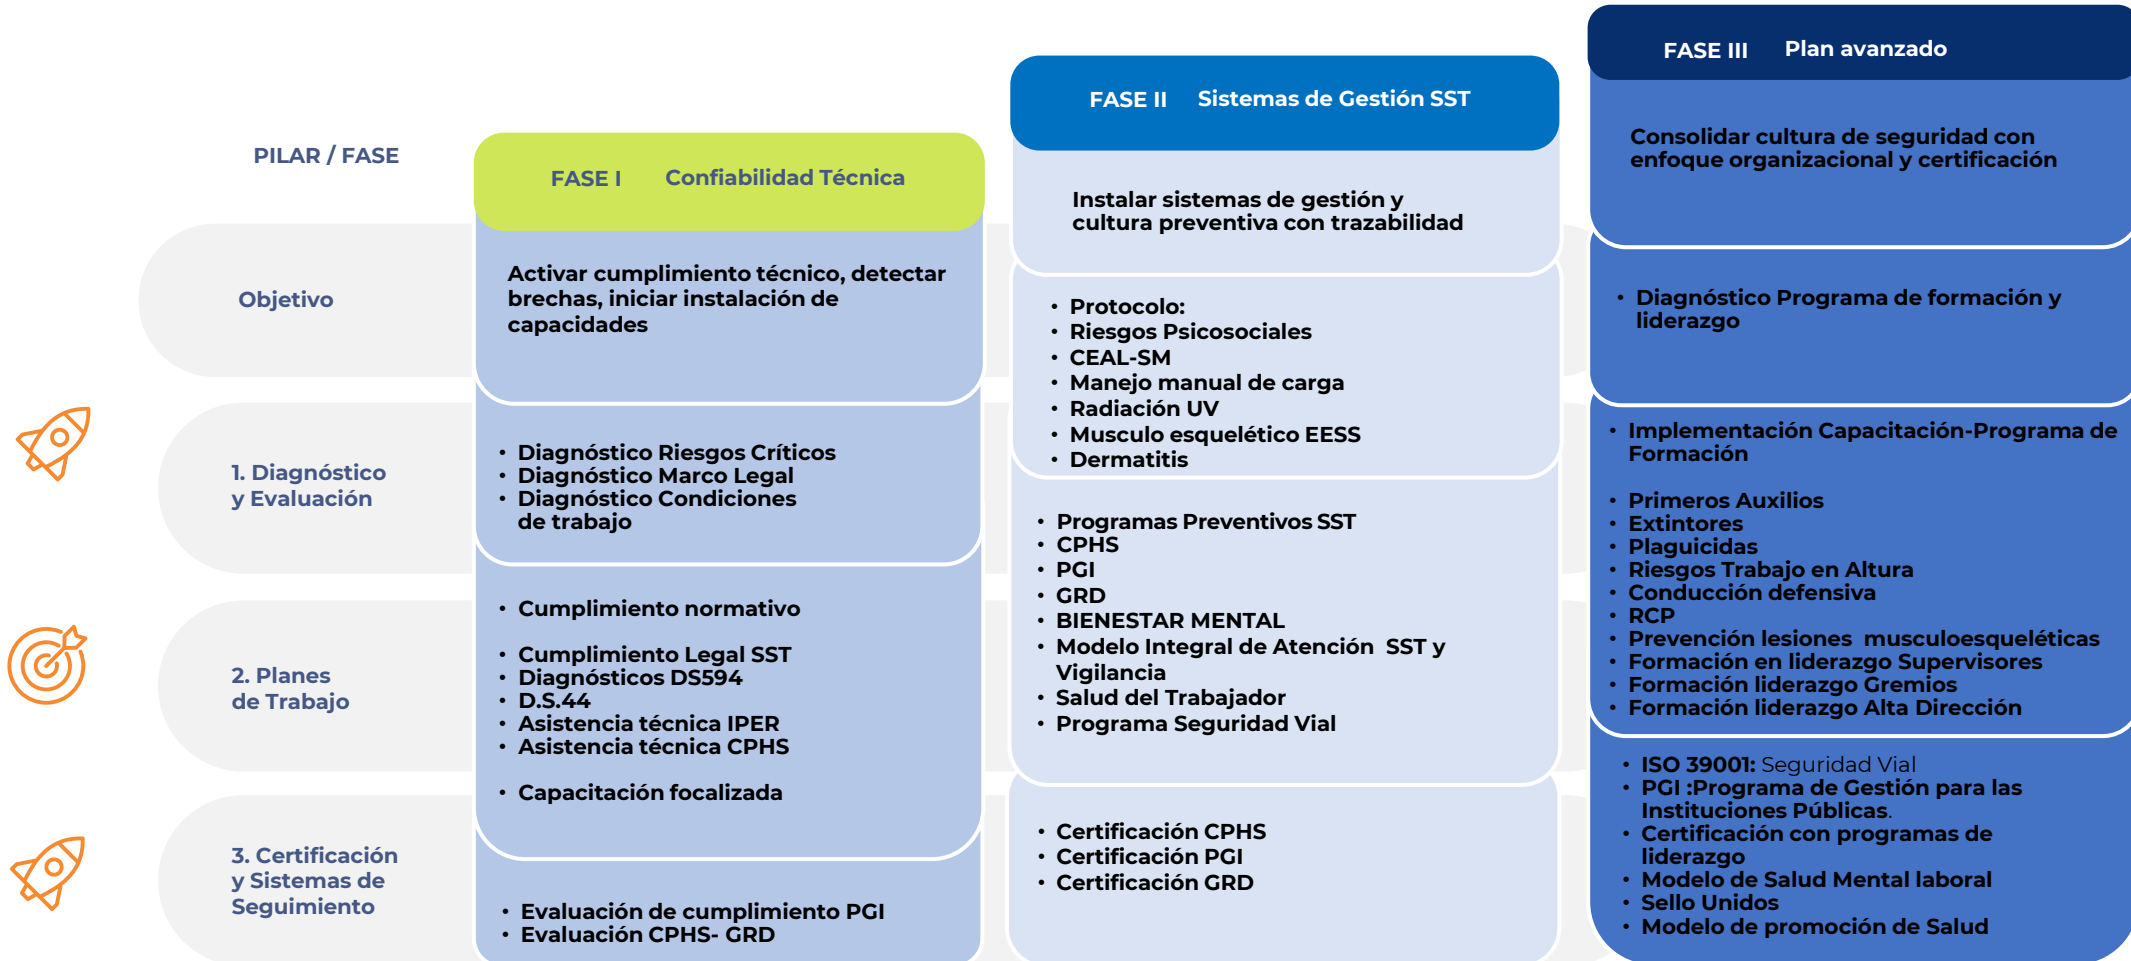 PILAR / FASE
Objetivo
1. Diagnóstico
y Evaluación
2. Planes
de Trabajo
3. Certificación
y Sistemas de
Seguimiento
FASE I Confiabilidad Técnica
Activar cumplimiento técnico, detectar
brechas, iniciar instalación de
capacidades
• Diagnóstico Riesgos Críticos
• Diagnóstico Marco Legal
• Diagnóstico Condiciones
de trabajo
• Cumplimiento normativo
• Cumplimiento Legal SST
• Diagnósticos DS594
• D.S.44
• Asistencia técnica IPER
• Asistencia técnica CPHS
• Capacitación focalizada
• Evaluación de cumplimiento PGI
• Evaluación CPHS- GRD
FASE II Sistemas de Gestión SST
Instalar sistemas de gestión y
cultura preventiva con trazabilidad
• Protocolo:
• Riesgos Psicosociales
• CEAL-SM
• Manejo manual de carga
• Radiación UV
• Musculo esquelético EESS
• Dermatitis
• Programas Preventivos SST
• CPHS
• PGI
• GRD
• BIENESTAR MENTAL
• Modelo Integral de Atención SST y
Vigilancia
• Salud del Trabajador
• Programa Seguridad Vial
• Certificación CPHS
• Certificación PGI
• Certificación GRD
FASE III Plan avanzado
Consolidar cultura de seguridad con
enfoque organizacional y certificación
• Diagnóstico Programa de formación y
liderazgo
• Implementación Capacitación-Programa de
Formación
• Primeros Auxilios
• Extintores
• Plaguicidas
• Riesgos Trabajo en Altura
• Conducción defensiva
• RCP
• Prevención lesiones musculoesqueléticas
• Formación en liderazgo Supervisores
• Formación liderazgo Gremios
• Formación liderazgo Alta Dirección
• ISO 39001: Seguridad Vial
• PGI :Programa de Gestión para las
Instituciones Públicas.
• Certificación con programas de
liderazgo
• Modelo de Salud Mental laboral
• Sello Unidos
• Modelo de promoción de Salud